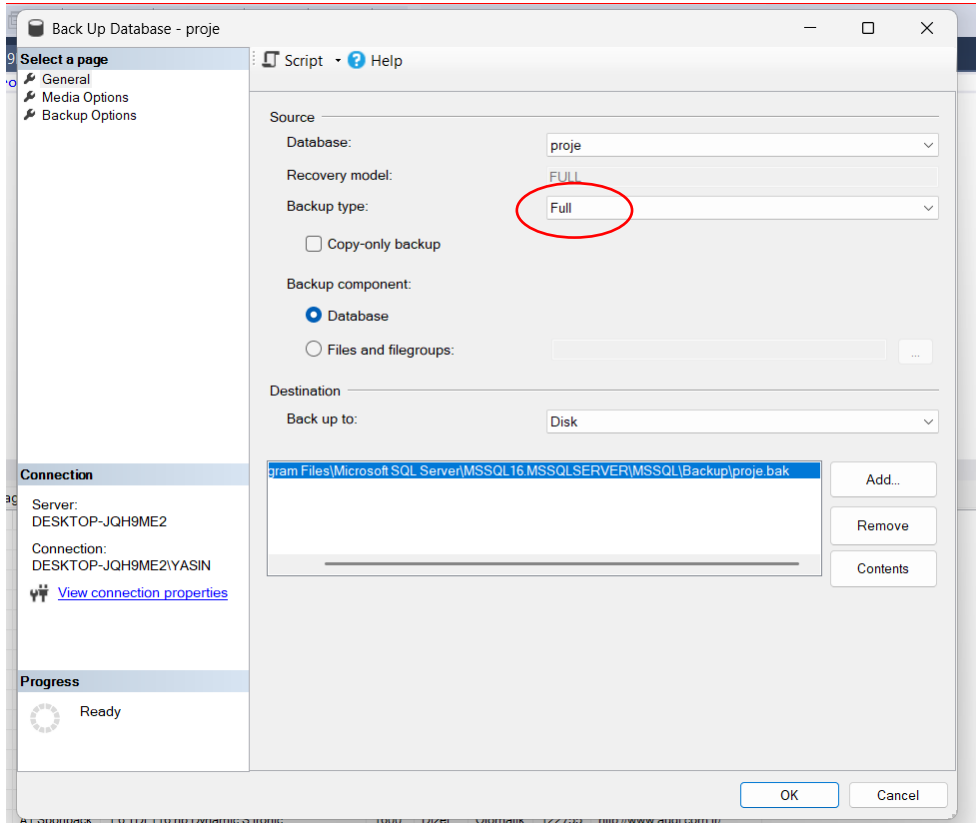 Back Up Database - proje
Select a page
General
Media Options
Backup Options
Script
Help
Source
Database:
proje
Recovery model:
FULL
Backup type:
Full
Copy-only backup
Backup component:
Database
Files and filegroups:
...
Destination
Back up to:
Disk
gram Files\Microsoft SQL Server\MSSQL16.MSSQLSERVER\MSSQL\Backup\proje.bak
Add...
Remove
Contents
Connection
Server:
DESKTOP-JQH9ME2
Connection:
DESKTOP-JQH9ME2\YASIN
View connection properties
Progress
Ready
OK
Cancel